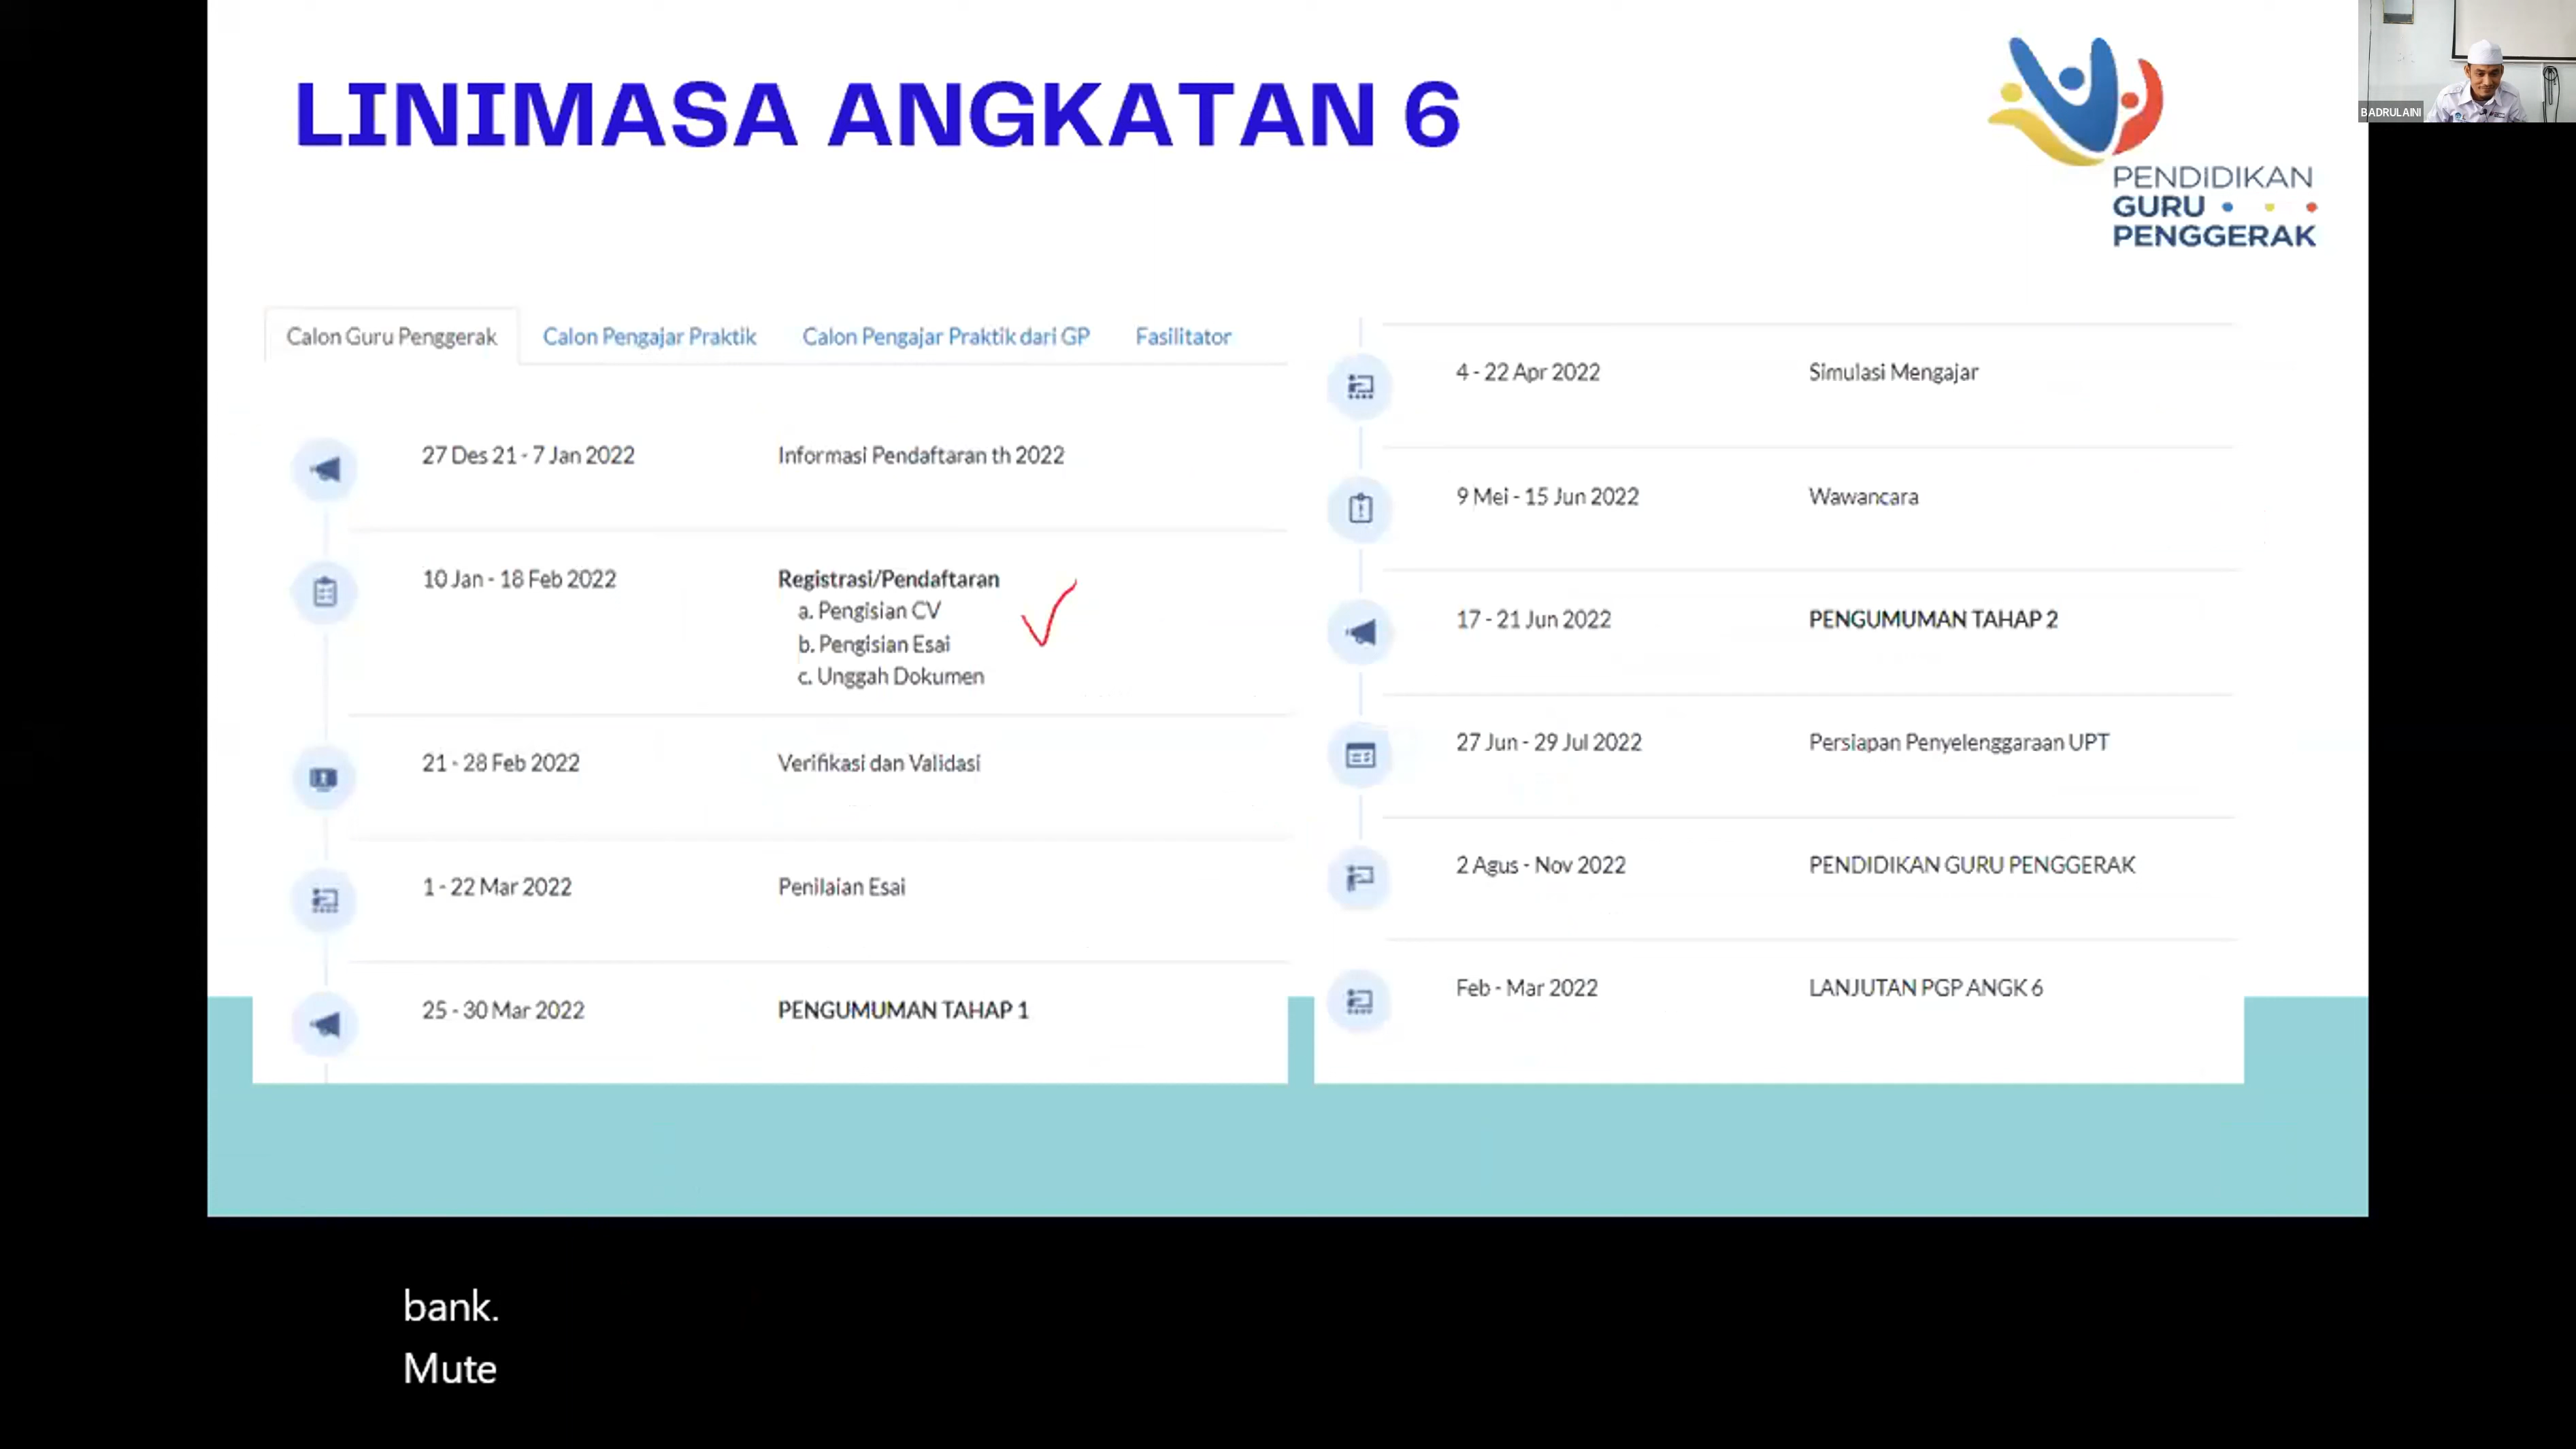 LINIMASA ANGKATAN 6
PENDIDIKAN
GURU
PENGGERAK
BADRULAINI
Calon Guru Penggerak Calon Pengajar Praktik Calon Pengajar Praktik dari GP Fasilitator
27 Des 21 - 7 Jan 2022 Informasi Pendaftaran th 2022
10 Jan - 18 Feb 2022 Registrasi/Pendaftaran
a. Pengisian CV
b. Pengisian Esai
c. Unggah Dokumen
21 - 28 Feb 2022 Verifikasi dan Validasi
1 - 22 Mar 2022 Penilaian Esai
25 - 30 Mar 2022 PENGUMUMAN TAHAP 1
4 - 22 Apr 2022 Simulasi Mengajar
9 Mei - 15 Jun 2022 Wawancara
17 - 21 Jun 2022 PENGUMUMAN TAHAP 2
27 Jun - 29 Jul 2022 Persiapan Penyelenggaraan UPT
2 Agus - Nov 2022 PENDIDIKAN GURU PENGGERAK
Feb - Mar 2022 LANJUTAN PGP ANGK 6
bank.
Mute